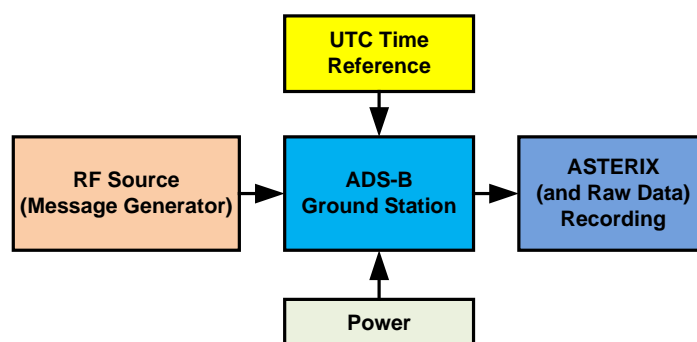 UTC Time
Reference
RF Source
(Message Generator)
ADS-B
Ground Station
ASTERIX
(and Raw Data)
Recording
Power